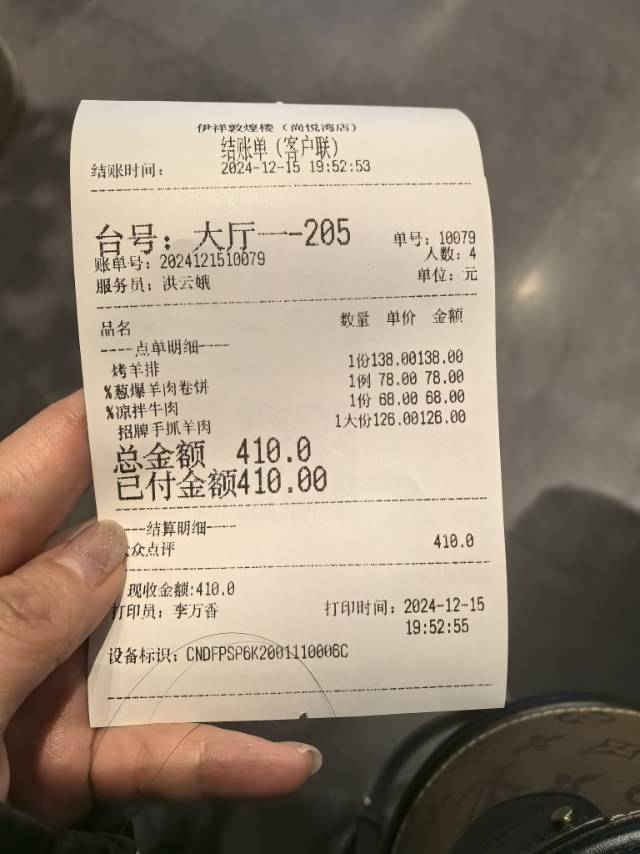 伊祥敦煌楼（尚悦湾店）
结账单（客户联）
结账时间： 2024-12-15 19:52:53
台号：大厅一-205 单号：10079
账单号：2024121510079 人数：4
服务员：洪云娥 单位：元
品名 数量 单价 金额
----点单明细----
烤羊排 1份138.00138.00
%葱爆羊肉卷饼 1例 78.00 78.00
%凉拌牛肉 1份 68.00 68.00
招牌手抓羊肉 1大份126.00126.00
总金额 410.0
已付金额410.00
----结算明细----
众点评 410.0
现收金额:410.0
打印员：李万香 打印时间：2024-12-15
19:52:55
设备标识：CNDFPSP6K2001110006C